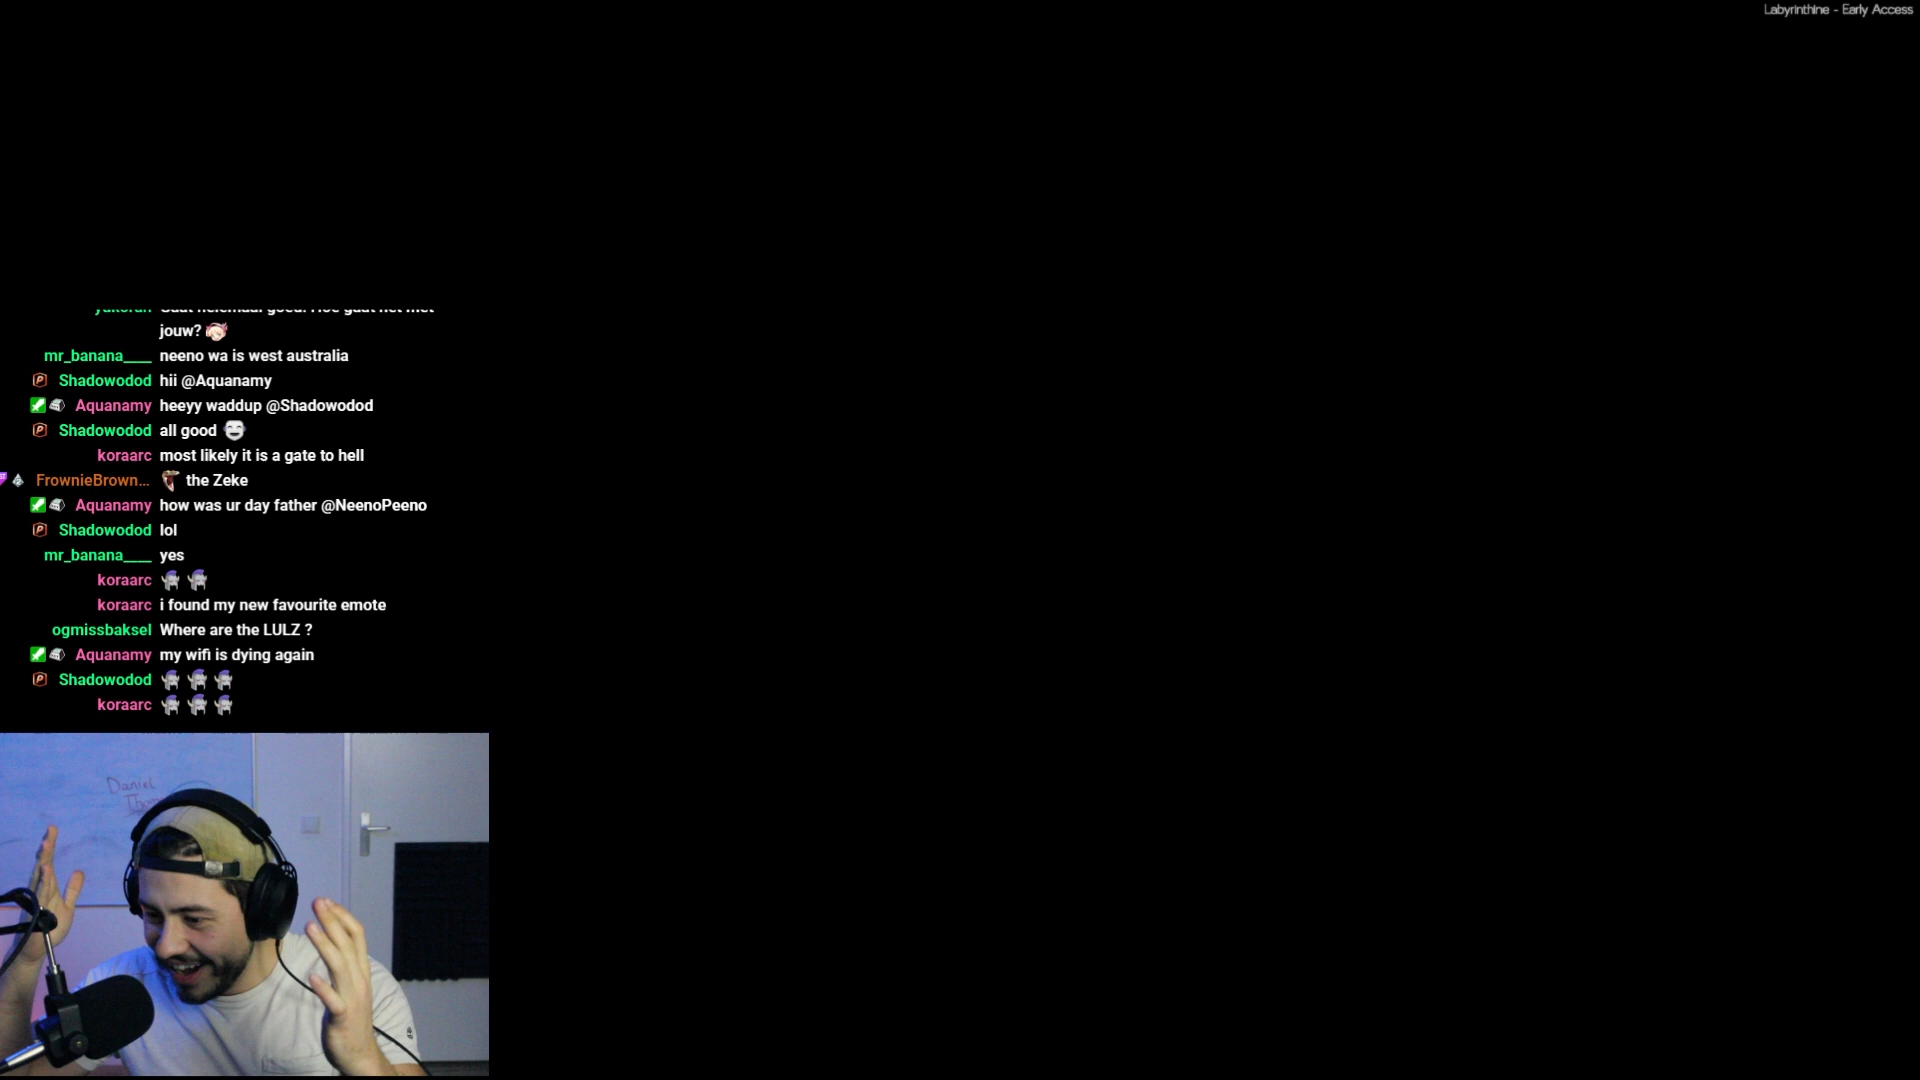 Labyrinthine - Early Access
jouw?
mr_banana____ neeno wa is west australia
Shadowodod hii @Aquanamy
Aquanamy heeyy waddup @Shadowodod
Shadowodod all good
koraarc most likely it is a gate to hell
FrownieBrown... the Zeke
Aquanamy how was ur day father @NeenoPeeno
Shadowodod lol
mr_banana____ yes
koraarc
koraarc i found my new favourite emote
ogmissbaksel Where are the LULZ ?
Aquanamy my wifi is dying again
Shadowodod
koraarc
Daniel